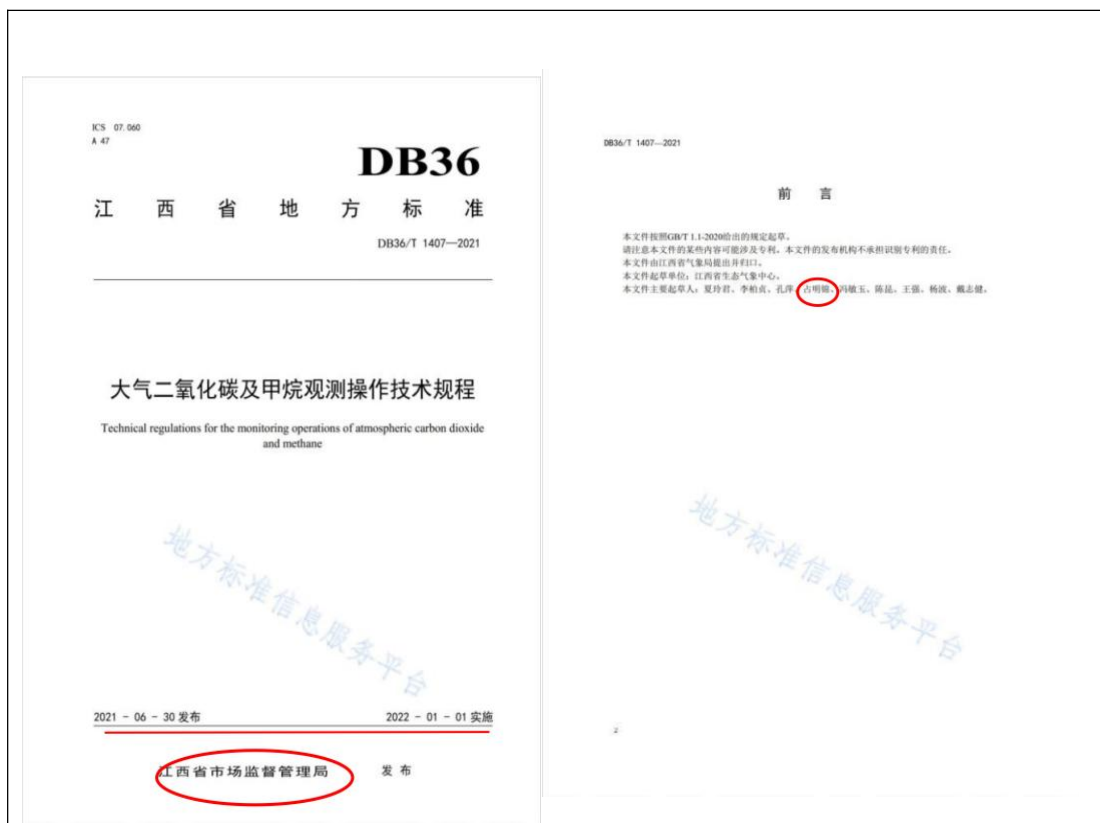 ICS 07.060
A 47
DB36
江西省地方标准
DB36/T 1407—2021
大气二氧化碳及甲烷观测操作技术规程
Technical regulations for the monitoring operations of atmospheric carbon dioxide
and methane
地方标准信息服务平台
2021 - 06 - 30 发布
2022 - 01 - 01 实施
江西省市场监督管理局 发布
DB36/T 1407—2021
前言
本文件按照GB/T 1.1-2020给出的规定起草。
请注意本文件的某些内容可能涉及专利。本文件的发布机构不承担识别专利的责任。
本文件由江西省气象局提出并归口。
本文件起草单位：江西省生态气象中心。
本文件主要起草人：夏玲君、李柏贞、孔萍、占明锦、冯敏玉、陈昆、王强、杨波、戴志健。
地方标准信息服务平台